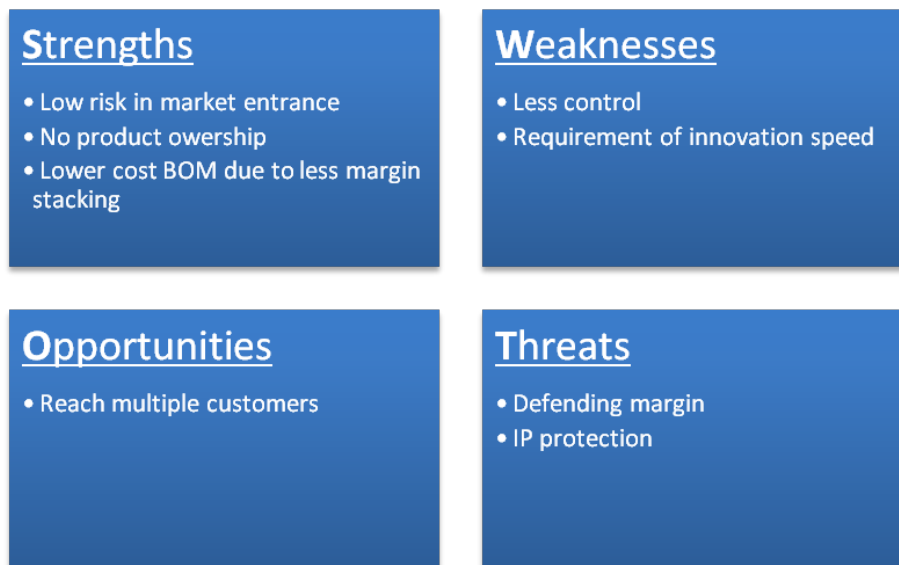 Strengths
• Low risk in market entrance
• No product owership
• Lower cost BOM due to less margin
stacking
Weaknesses
• Less control
• Requirement of innovation speed
Opportunities
• Reach multiple customers
Threats
• Defending margin
• IP protection